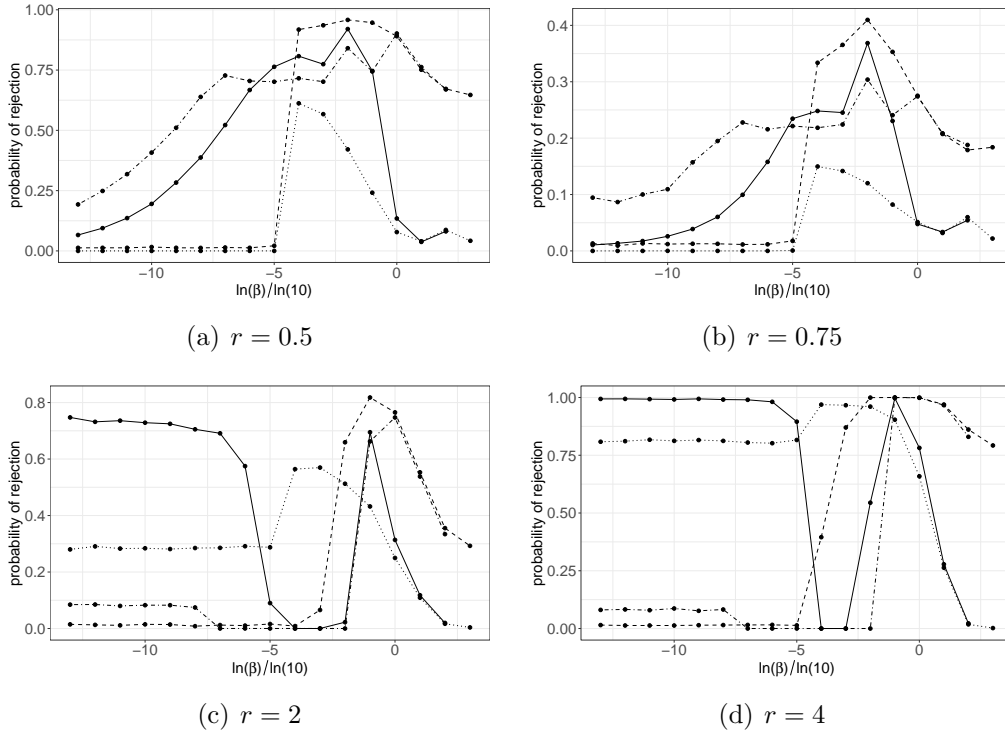 1.00
0.75
0.50
0.25
0.00
probability of rejection
−10
−5
0
ln(β)/ln(10)
(a) r = 0.5
0.4
0.3
0.2
0.1
0.0
probability of rejection
−10
−5
0
ln(β)/ln(10)
(b) r = 0.75
0.8
0.6
0.4
0.2
0.0
probability of rejection
−10
−5
0
ln(β)/ln(10)
(c) r = 2
1.00
0.75
0.50
0.25
0.00
probability of rejection
−10
−5
0
ln(β)/ln(10)
(d) r = 4